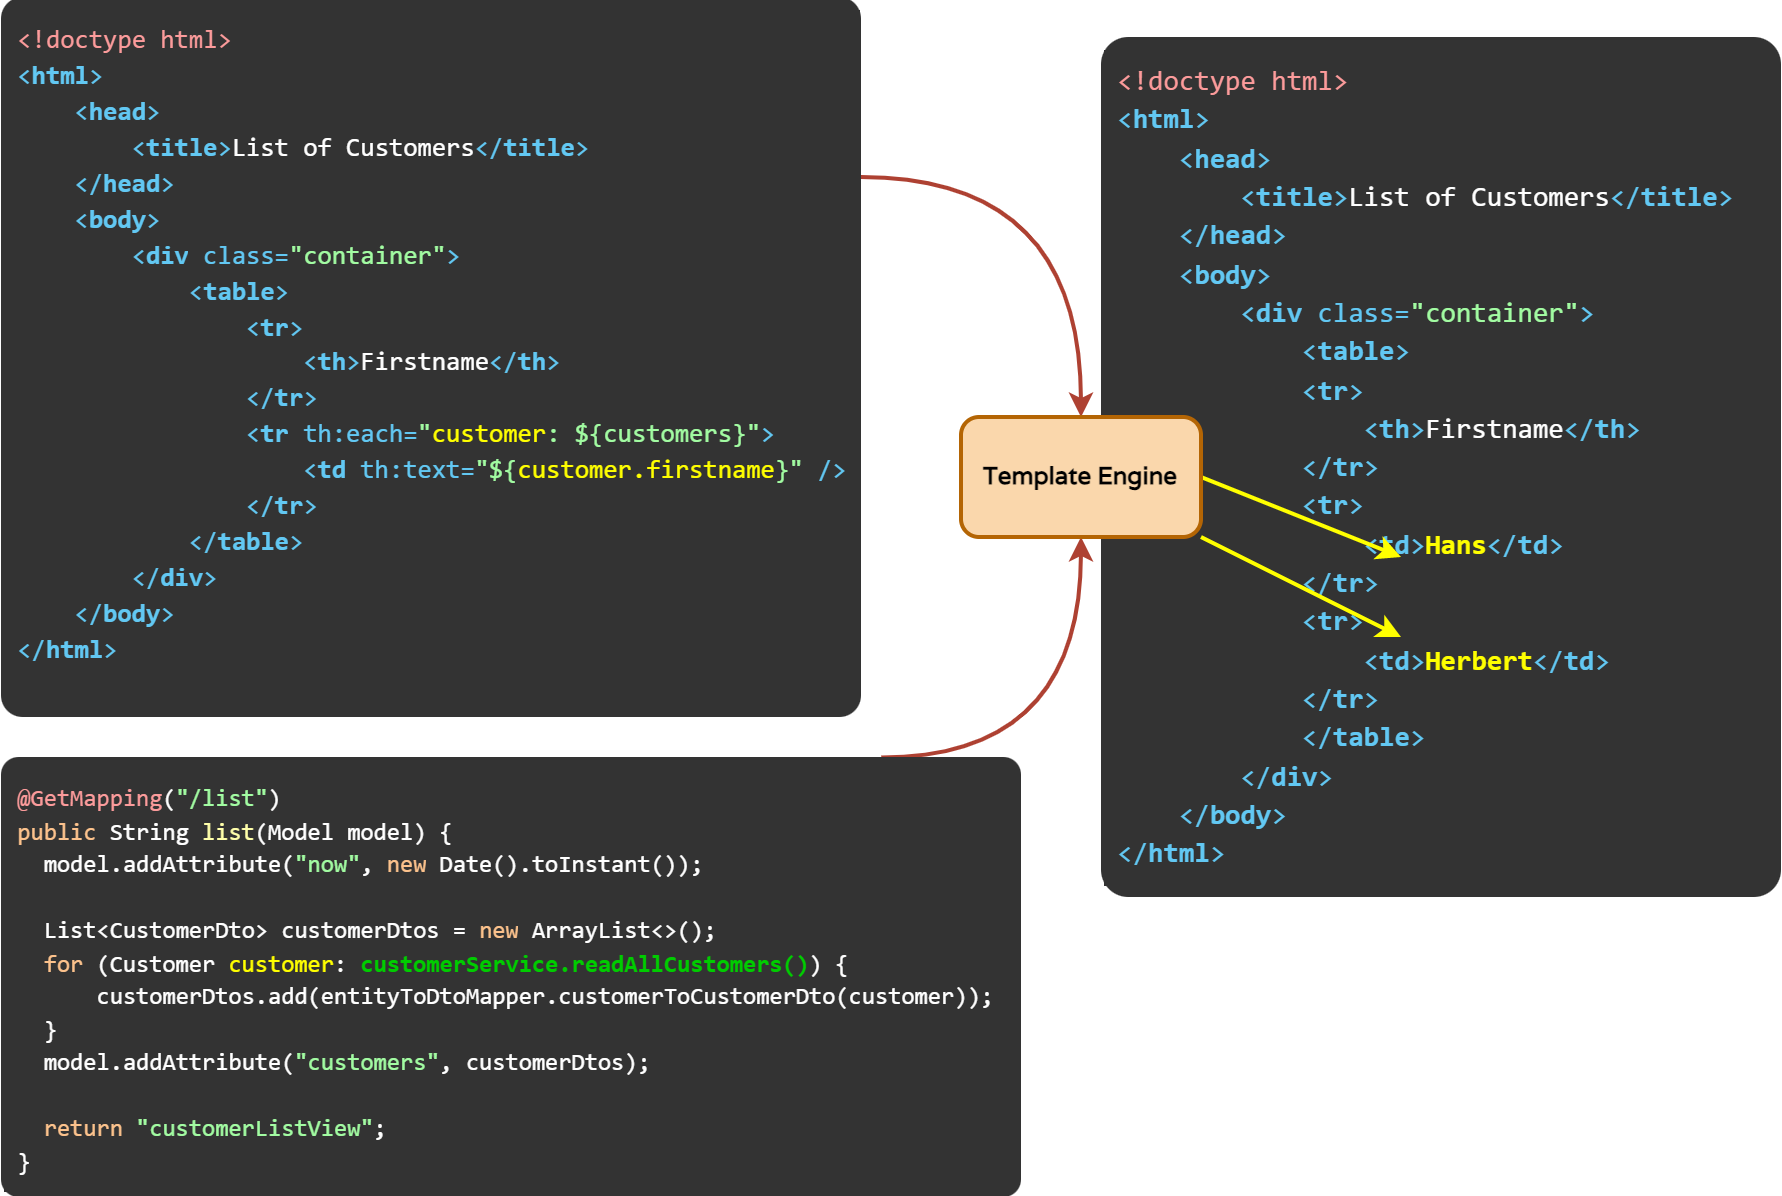 <!doctype html>
<html>
    <head>
        <title>List of Customers</title>
    </head>
    <body>
        <div class="container">
            <table>
                <tr>
                    <th>Firstname</th>
                </tr>
                <tr th:each="customer: ${customers}">
                    <td th:text="${customer.firstname}" />
                </tr>
            </table>
        </div>
    </body>
</html>
@GetMapping("/list")
public String list(Model model) {
  model.addAttribute("now", new Date().toInstant());
  List<CustomerDto> customerDtos = new ArrayList<>();
  for (Customer customer: customerService.readAllCustomers()) {
      customerDtos.add(entityToDtoMapper.customerToCustomerDto(customer));
  }
  model.addAttribute("customers", customerDtos);
  return "customerListView";
}
Template Engine
<!doctype html>
<html>
    <head>
        <title>List of Customers</title>
    </head>
    <body>
        <div class="container">
            <table>
            <tr>
                <th>Firstname</th>
            </tr>
            <tr>
                <td>Hans</td>
            </tr>
            <tr>
                <td>Herbert</td>
            </tr>
            </table>
        </div>
    </body>
</html>